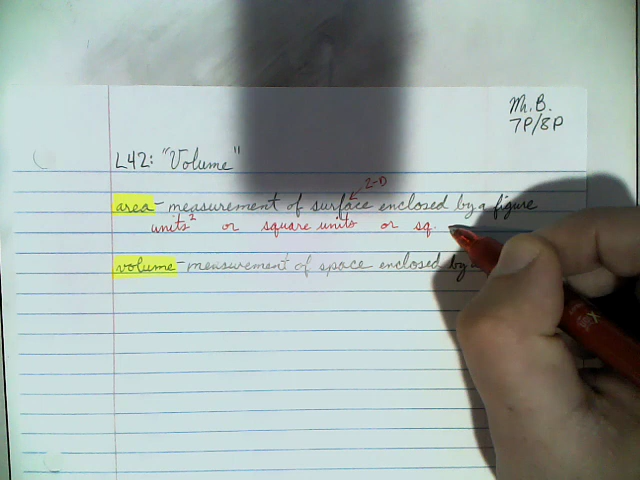 Mr. B.
7P/8P
L42: "Volume"
2-D
area - measurement of surface enclosed by a figure
units² or square units or sq.
volume - measurement of space enclosed by a